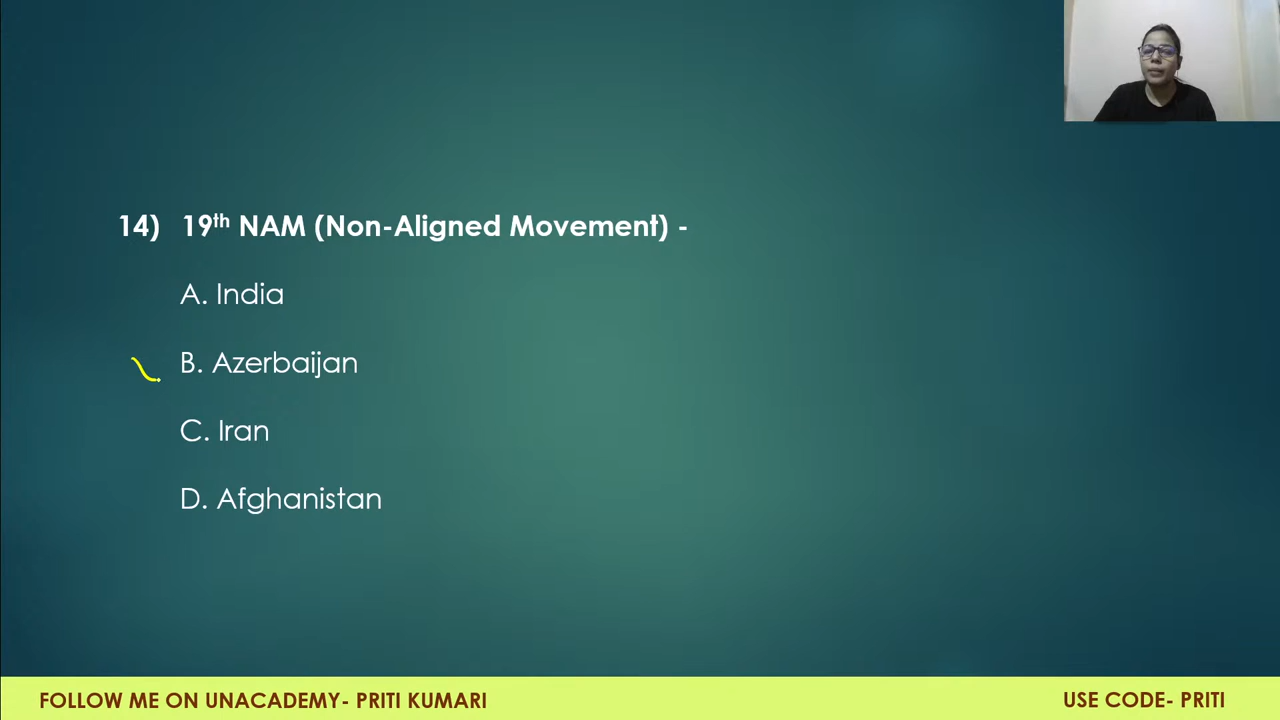 14) 19th NAM (Non-Aligned Movement) -
A. India
B. Azerbaijan
C. Iran
D. Afghanistan
FOLLOW ME ON UNACADEMY- PRITI KUMARI
USE CODE- PRITI